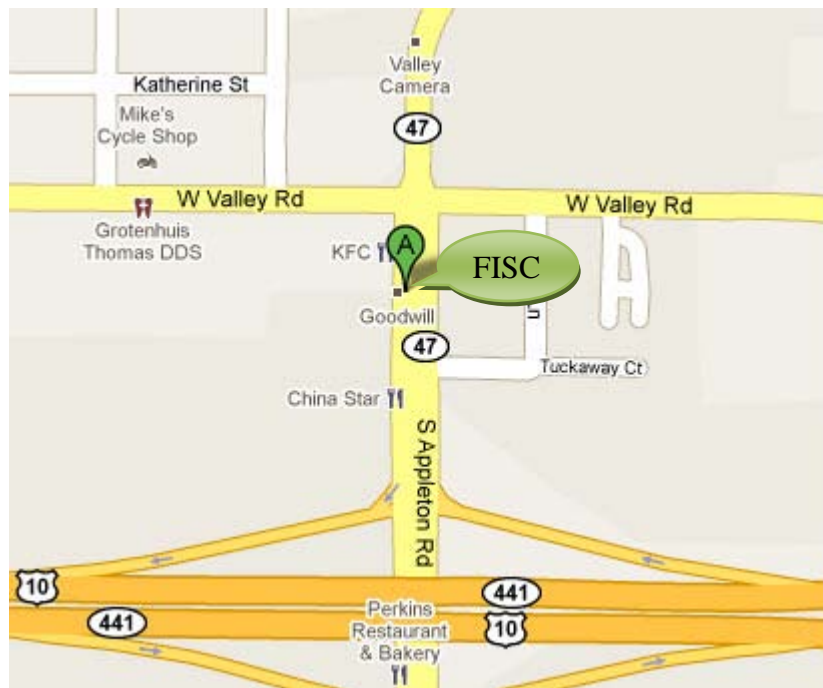 Valley
Camera
Katherine St
Mike's
Cycle Shop
47
W Valley Rd
W Valley Rd
Grotenhuis
Thomas DDS
KFC
A
FISC
Goodwill
Ln
47
Tuckaway Ct
China Star
S Appleton Rd
10
441
441
Perkins
Restaurant
& Bakery
10